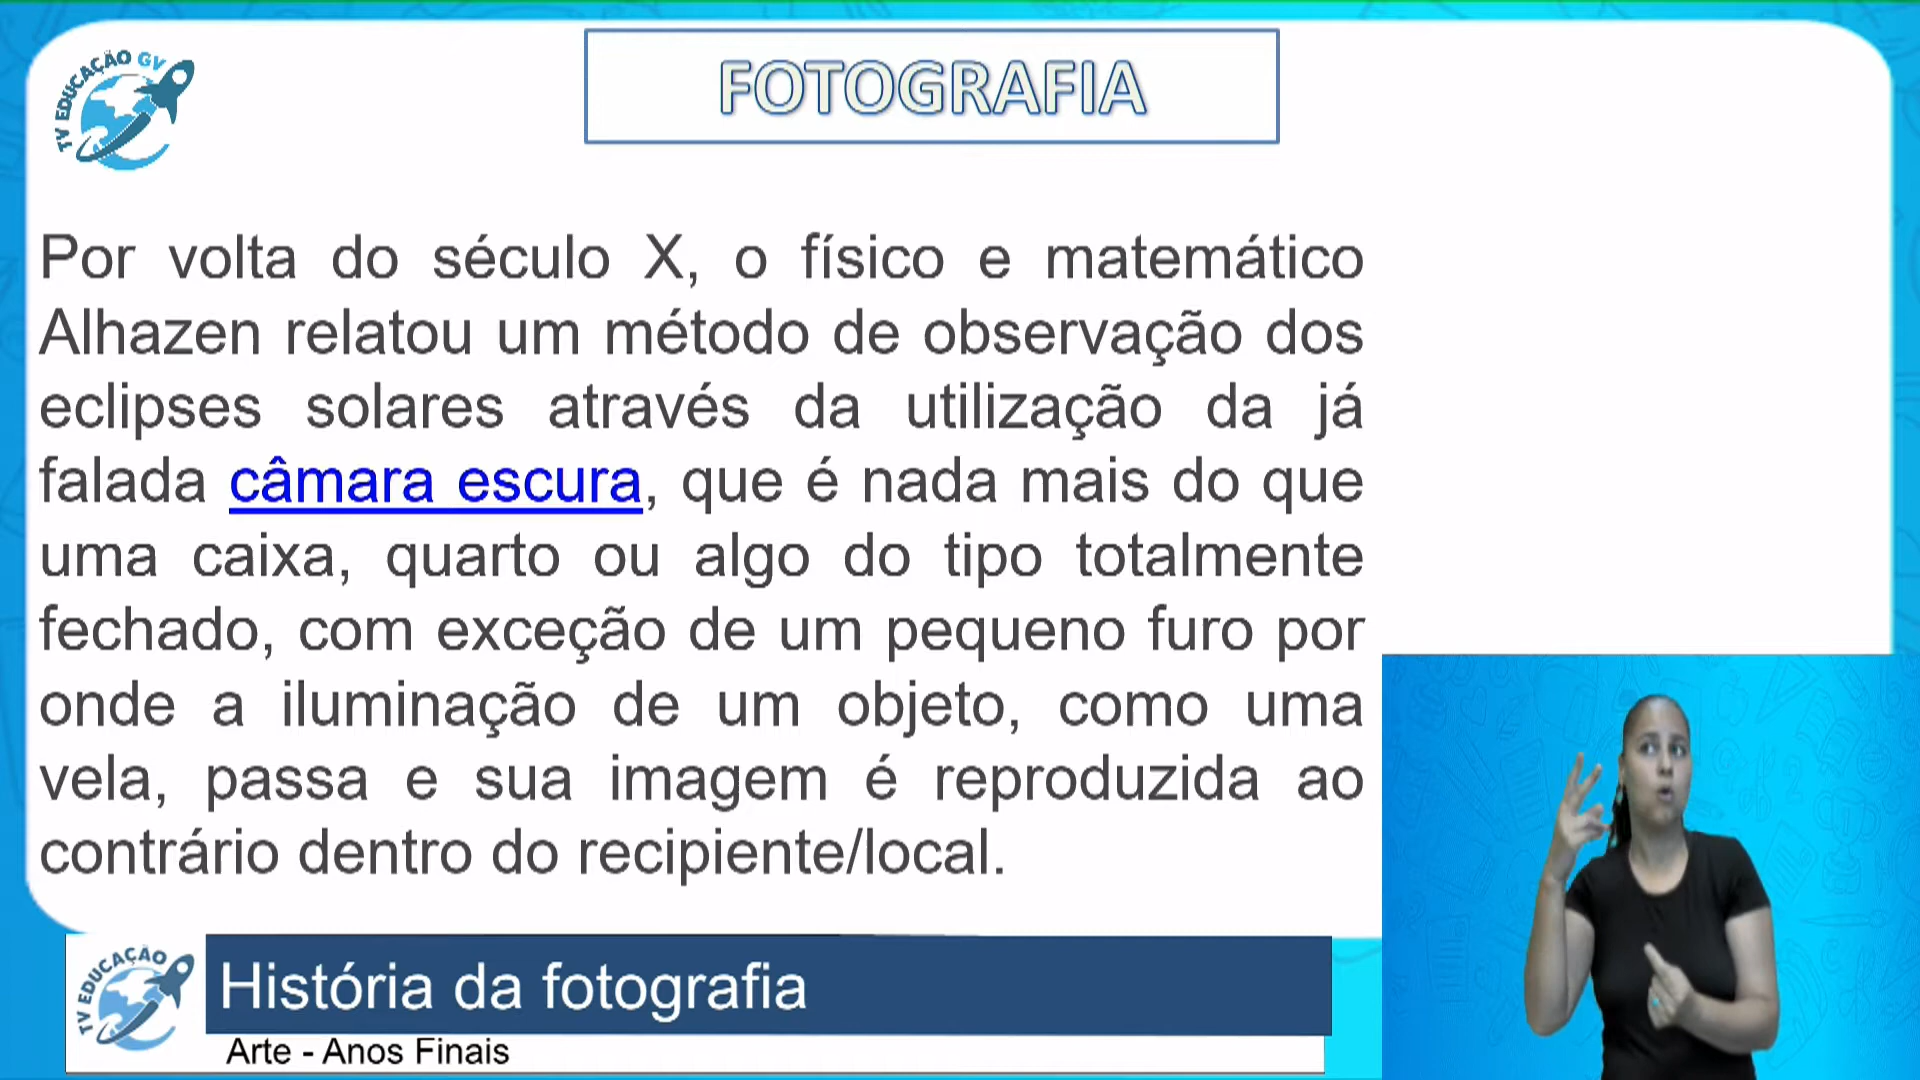 TV EDUCAÇÃO GV
FOTOGRAFIA
Por volta do século X, o físico e matemático
Alhazen relatou um método de observação dos
eclipses solares através da utilização da já
falada câmara escura, que é nada mais do que
uma caixa, quarto ou algo do tipo totalmente
fechado, com exceção de um pequeno furo por
onde a iluminação de um objeto, como uma
vela, passa e sua imagem é reproduzida ao
contrário dentro do recipiente/local.
TV EDUCAÇÃO
História da fotografia
Arte - Anos Finais